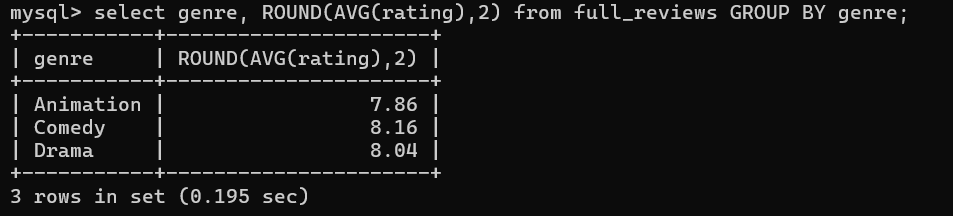 mysql> select genre, ROUND(AVG(rating),2) from full_reviews GROUP BY genre;
+-----------+----------------------+
| genre     | ROUND(AVG(rating),2) |
+-----------+----------------------+
| Animation |                 7.86 |
| Comedy    |                 8.16 |
| Drama     |                 8.04 |
+-----------+----------------------+
3 rows in set (0.195 sec)